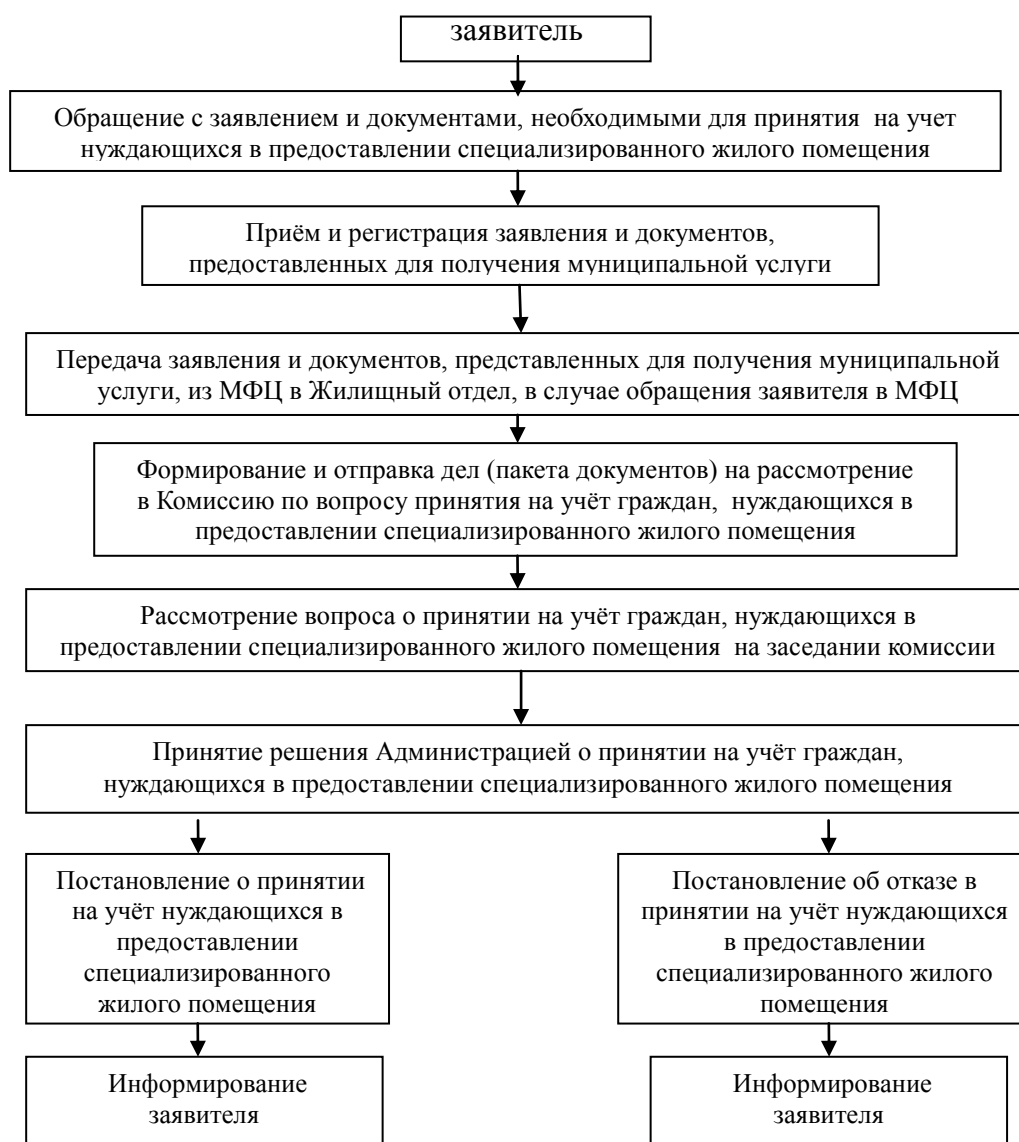 заявитель
Обращение с заявлением и документами, необходимыми для принятия на учет
нуждающихся в предоставлении специализированного жилого помещения
Приём и регистрация заявления и документов,
предоставленных для получения муниципальной услуги
Передача заявления и документов, представленных для получения муниципальной
услуги, из МФЦ в Жилищный отдел, в случае обращения заявителя в МФЦ
Формирование и отправка дел (пакета документов) на рассмотрение
в Комиссию по вопросу принятия на учёт граждан, нуждающихся в
предоставлении специализированного жилого помещения
Рассмотрение вопроса о принятии на учёт граждан, нуждающихся в
предоставлении специализированного жилого помещения на заседании комиссии
Принятие решения Администрацией о принятии на учёт граждан,
нуждающихся в предоставлении специализированного жилого помещения
Постановление о принятии
на учёт нуждающихся в
предоставлении
специализированного
жилого помещения
Постановление об отказе в
принятии на учёт нуждающихся
в предоставлении
специализированного жилого
помещения
Информирование
заявителя
Информирование
заявителя